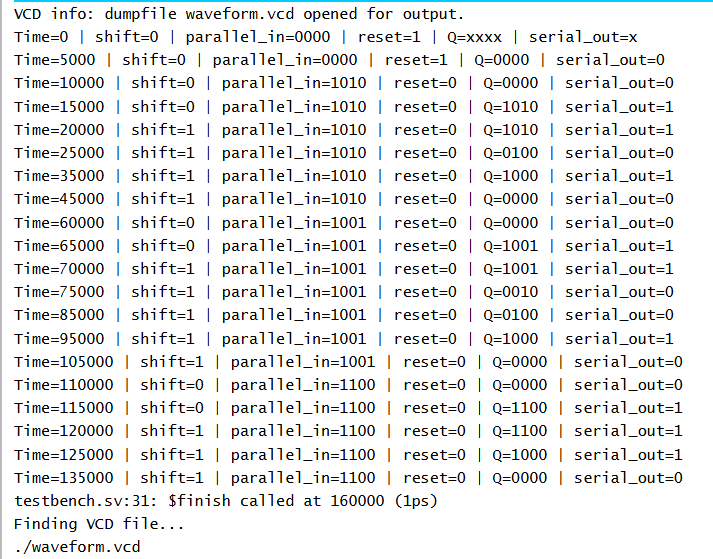 VCD info: dumpfile waveform.vcd opened for output.
Time=0 | shift=0 | parallel_in=0000 | reset=1 | Q=xxxx | serial_out=x
Time=5000 | shift=0 | parallel_in=0000 | reset=1 | Q=0000 | serial_out=0
Time=10000 | shift=0 | parallel_in=1010 | reset=0 | Q=0000 | serial_out=0
Time=15000 | shift=0 | parallel_in=1010 | reset=0 | Q=1010 | serial_out=1
Time=20000 | shift=1 | parallel_in=1010 | reset=0 | Q=1010 | serial_out=1
Time=25000 | shift=1 | parallel_in=1010 | reset=0 | Q=0100 | serial_out=0
Time=35000 | shift=1 | parallel_in=1010 | reset=0 | Q=1000 | serial_out=1
Time=45000 | shift=1 | parallel_in=1010 | reset=0 | Q=0000 | serial_out=0
Time=60000 | shift=0 | parallel_in=1001 | reset=0 | Q=0000 | serial_out=0
Time=65000 | shift=0 | parallel_in=1001 | reset=0 | Q=1001 | serial_out=1
Time=70000 | shift=1 | parallel_in=1001 | reset=0 | Q=1001 | serial_out=1
Time=75000 | shift=1 | parallel_in=1001 | reset=0 | Q=0010 | serial_out=0
Time=85000 | shift=1 | parallel_in=1001 | reset=0 | Q=0100 | serial_out=0
Time=95000 | shift=1 | parallel_in=1001 | reset=0 | Q=1000 | serial_out=1
Time=105000 | shift=1 | parallel_in=1001 | reset=0 | Q=0000 | serial_out=0
Time=110000 | shift=0 | parallel_in=1100 | reset=0 | Q=0000 | serial_out=0
Time=115000 | shift=0 | parallel_in=1100 | reset=0 | Q=1100 | serial_out=1
Time=120000 | shift=1 | parallel_in=1100 | reset=0 | Q=1100 | serial_out=1
Time=125000 | shift=1 | parallel_in=1100 | reset=0 | Q=1000 | serial_out=1
Time=135000 | shift=1 | parallel_in=1100 | reset=0 | Q=0000 | serial_out=0
testbench.sv:31: $finish called at 160000 (1ps)
Finding VCD file...
./waveform.vcd